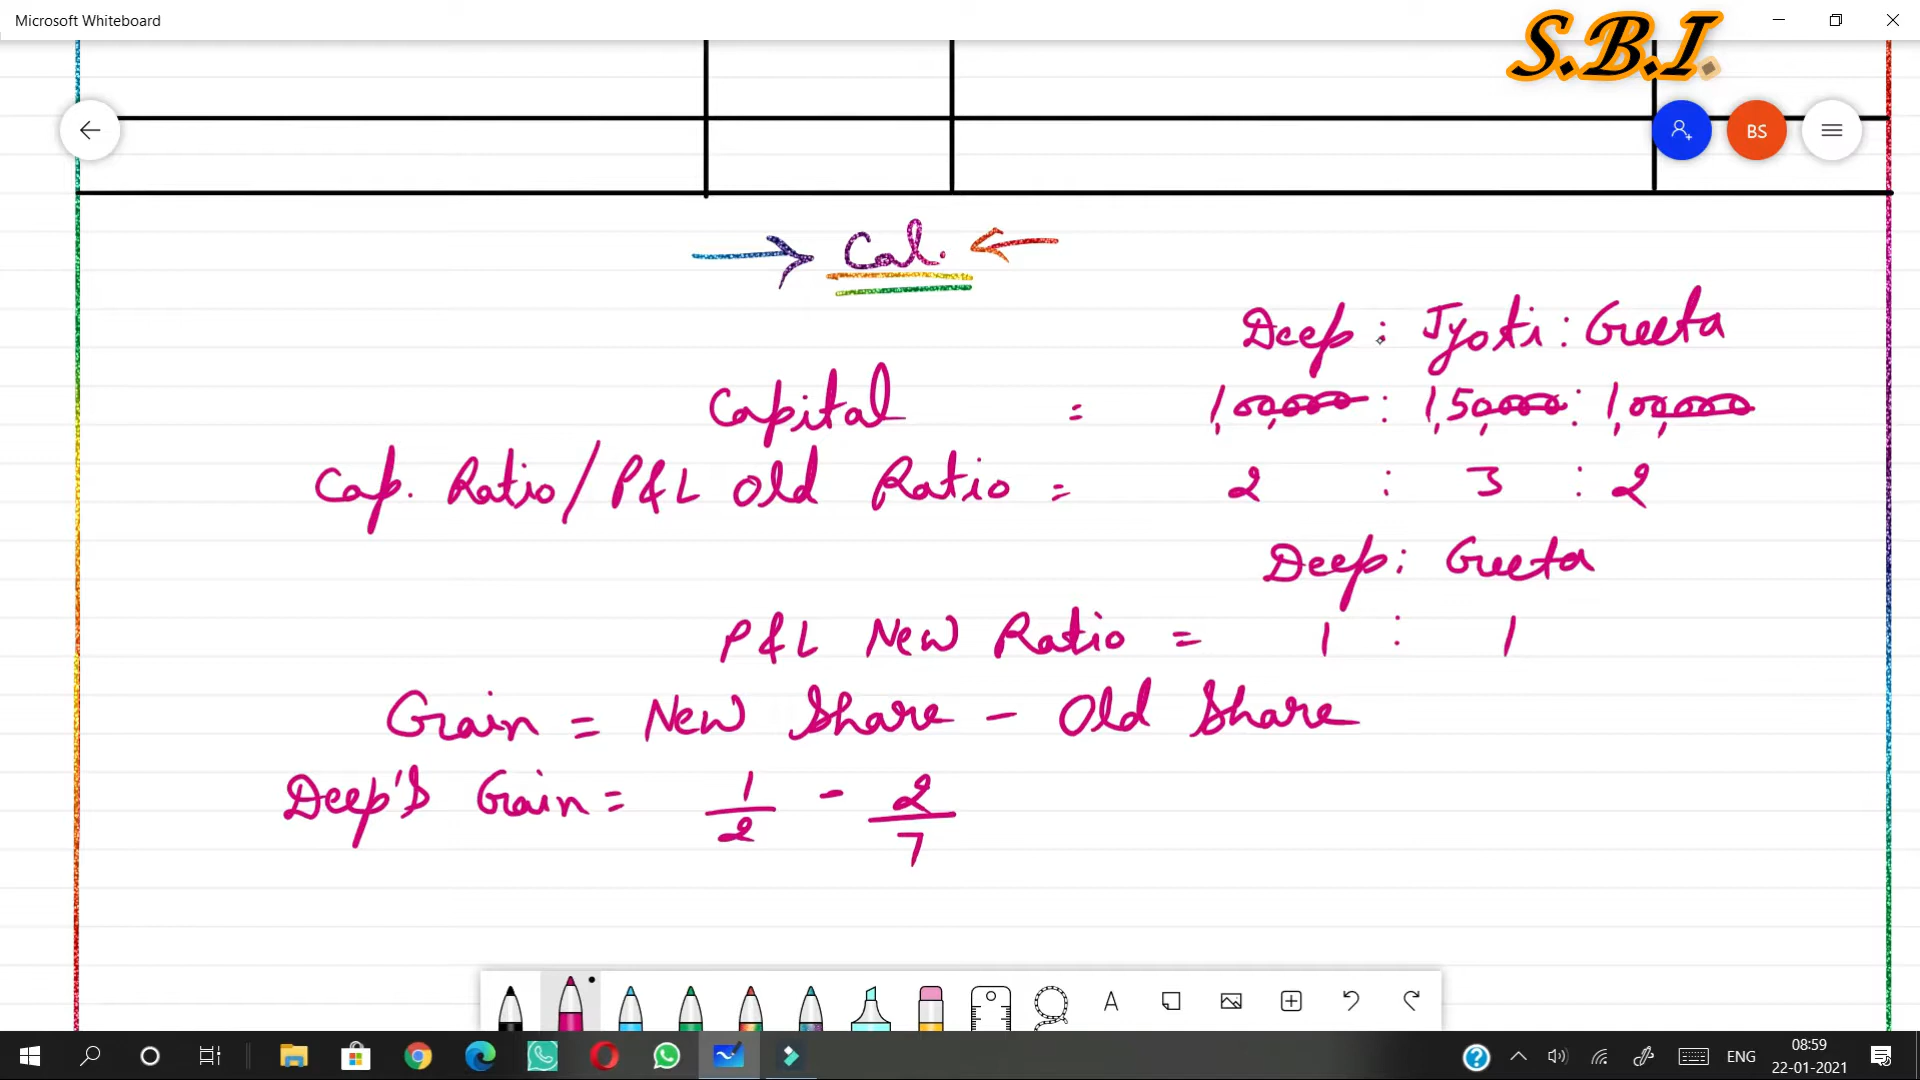 Microsoft Whiteboard
S.B.I.
BS
Cal.
Deep : Jyoti : Geeta
Capital = 1,00,000 : 1,50,000 : 1,00,000
Cap. Ratio/P&L Old Ratio = 2 : 3 : 2
Deep : Geeta
P&L New Ratio = 1 : 1
Gain = New Share - Old Share
Deep's Gain = 1/2 - 2/7
A
ENG
08:59
22-01-2021